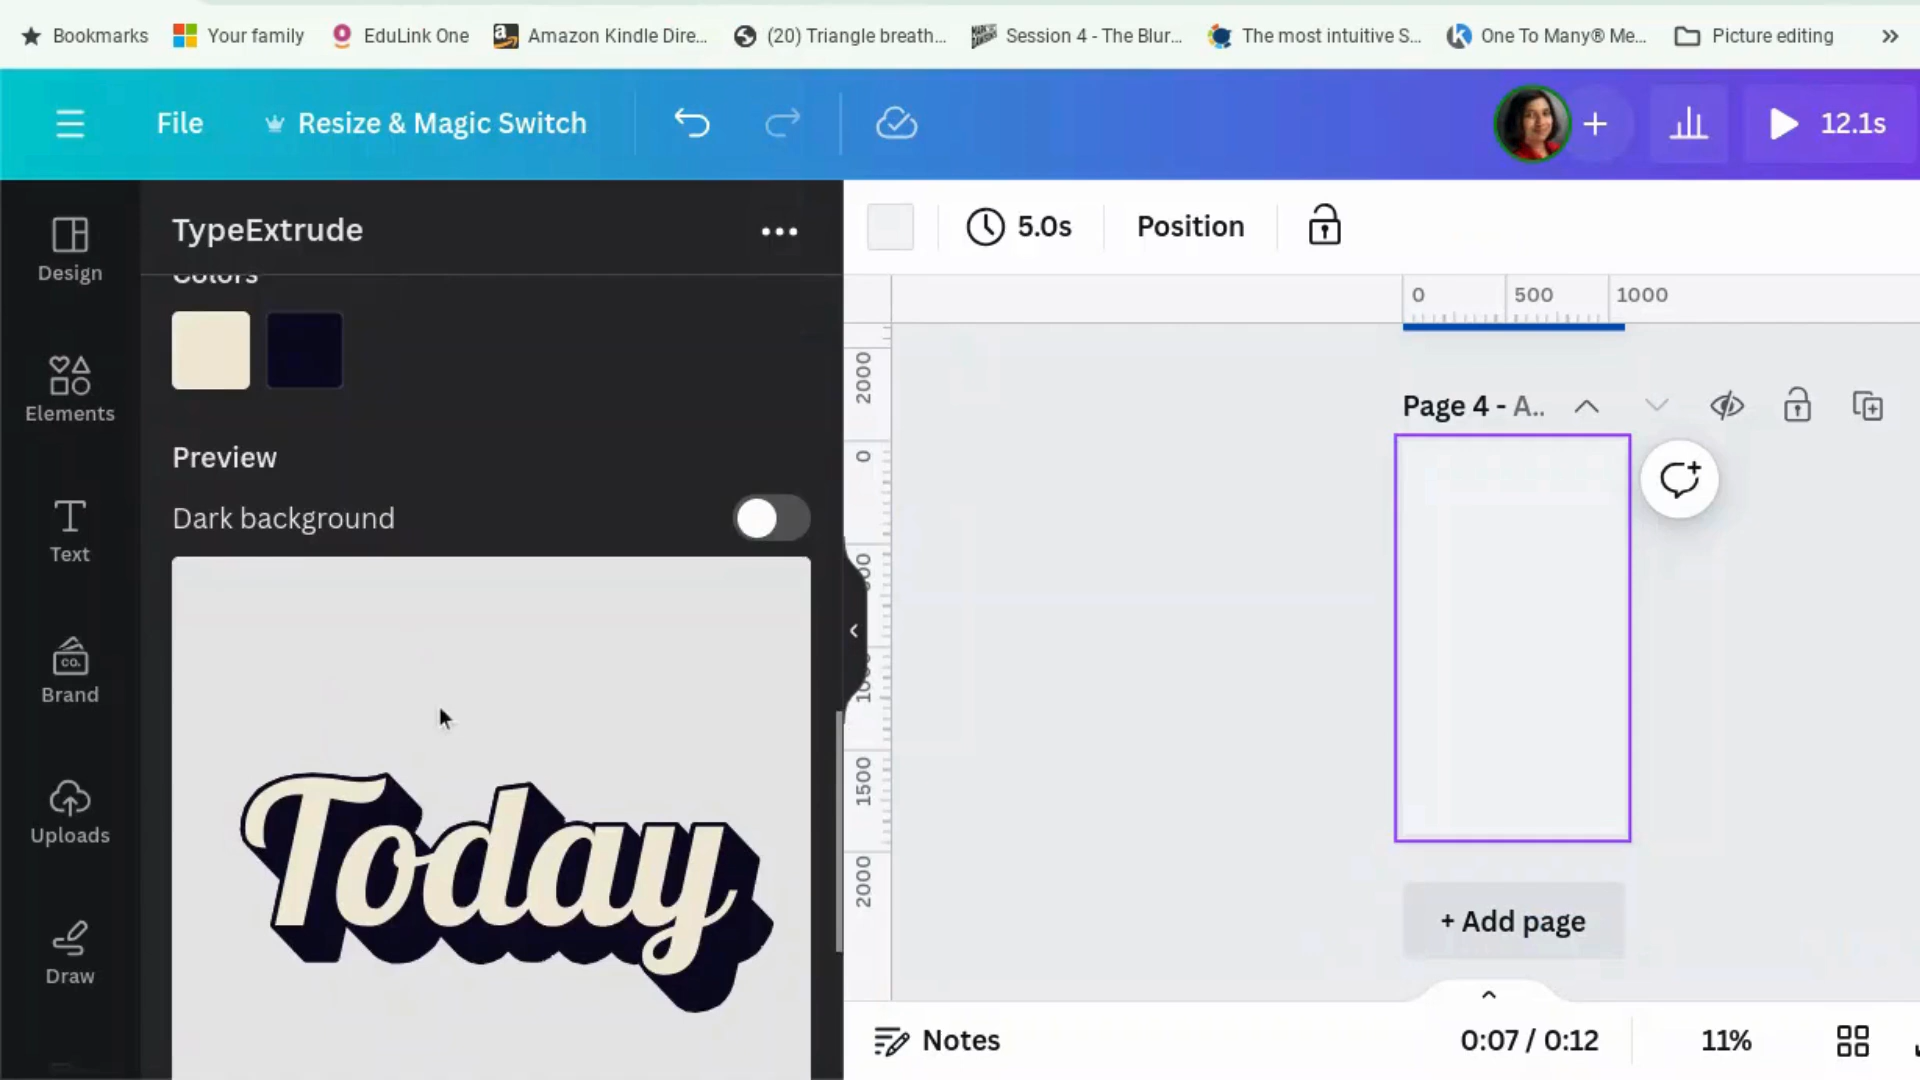 Bookmarks
Your family
EduLink One
Amazon Kindle Dire...
(20) Triangle breath...
Session 4 - The Blur...
The most intuitive S...
One To Many® Me...
Picture editing
File
Resize & Magic Switch
12.1s
Design
Elements
Text
CO.
Brand
Uploads
Draw
TypeExtrude
Colors
Preview
Dark background
Today
5.0s
Position
0
500
1000
2000
0
1500
2000
Page 4 - A..
+ Add page
Notes
0:07 / 0:12
11%